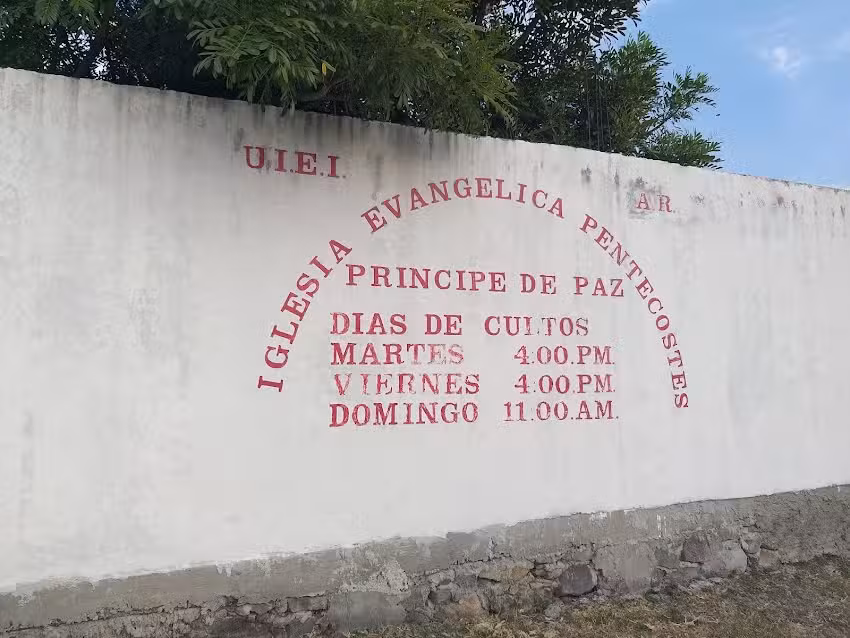 U.I.E.I.
A.R.
IGLESIA EVANGELICA PENTECOSTES
PRINCIPE DE PAZ
DIAS DE CULTOS
MARTES 4:00.PM.
VIERNES 4:00.PM.
DOMINGO 11.00.AM.